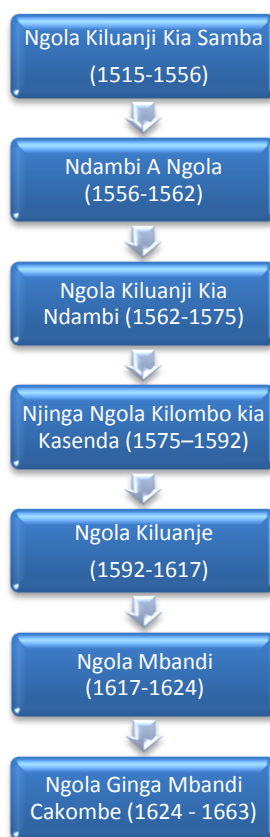 Ngola Kiluanji Kia Samba
(1515-1556)
Ndambi A Ngola
(1556-1562)
Ngola Kiluanji Kia
Ndambi (1562-1575)
Njinga Ngola Kilombo kia
Kasenda (1575–1592)
Ngola Kiluanje
(1592-1617)
Ngola Mbandi
(1617-1624)
Ngola Ginga Mbandi
Cakombe (1624 - 1663)